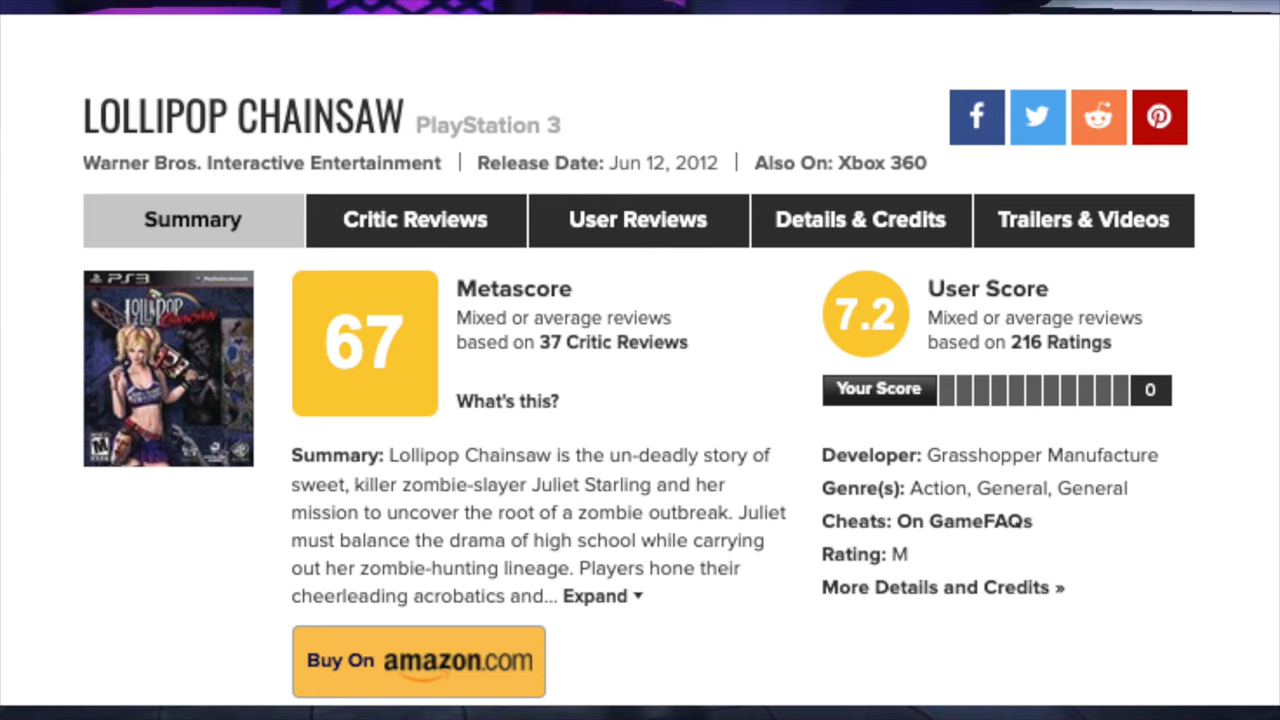 LOLLIPOP CHAINSAW PlayStation 3
Warner Bros. Interactive Entertainment | Release Date: Jun 12, 2012 | Also On: Xbox 360
Summary
Critic Reviews
User Reviews
Details & Credits
Trailers & Videos
PS3
LOLLIPOP
CHAINSAW
M
67
Metascore
Mixed or average reviews
based on 37 Critic Reviews
What's this?
7.2
User Score
Mixed or average reviews
based on 216 Ratings
Your Score
0
Summary: Lollipop Chainsaw is the un-deadly story of
sweet, killer zombie-slayer Juliet Starling and her
mission to uncover the root of a zombie outbreak. Juliet
must balance the drama of high school while carrying
out her zombie-hunting lineage. Players hone their
cheerleading acrobatics and... Expand
Developer: Grasshopper Manufacture
Genre(s): Action, General, General
Cheats: On GameFAQs
Rating: M
More Details and Credits »
Buy On amazon.com